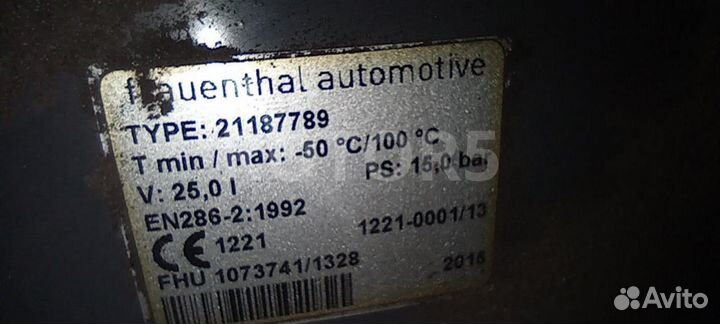 frauenthal automotive
TYPE: 21187789
T min / max: -50 °C/100 °C
V: 25,0 l PS: 15,0 bar
EN286-2:1992
CE 1221 1221-0001/13
FHU 1073741/1328 2016
Avito